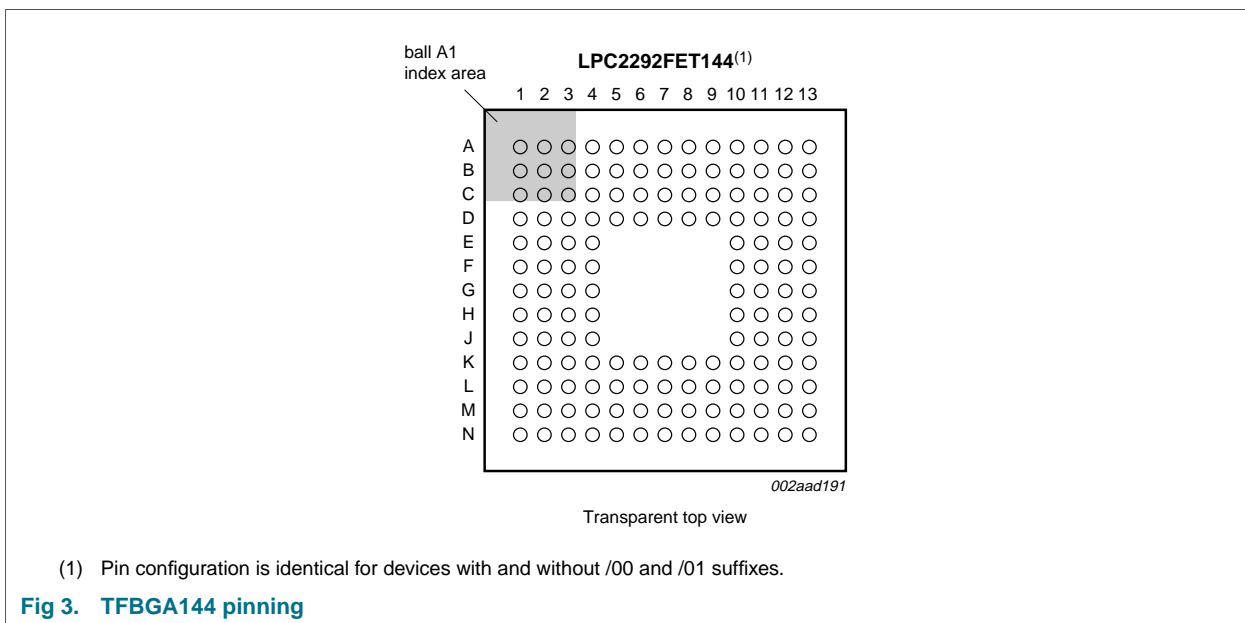 ball A1
index area
LPC2292FET144(1)
1 2 3 4 5 6 7 8 9 10 11 12 13
A
B
C
D
E
F
G
H
J
K
L
M
N
002aad191
Transparent top view
(1) Pin configuration is identical for devices with and without /00 and /01 suffixes.
Fig 3. TFBGA144 pinning